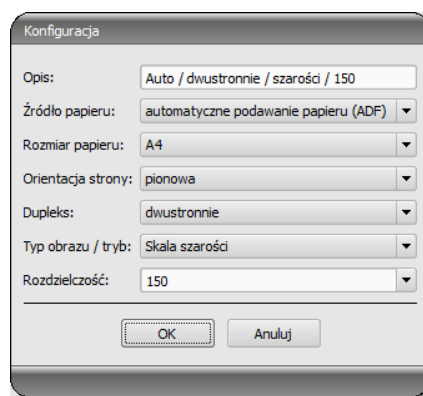 Konfiguracja
Opis: Auto / dwustronnie / szarości / 150
Źródło papieru: automatyczne podawanie papieru (ADF)
Rozmiar papieru: A4
Orientacja strony: pionowa
Dupleks: dwustronnie
Typ obrazu / tryb: Skala szarości
Rozdzielczość: 150
OK Anuluj